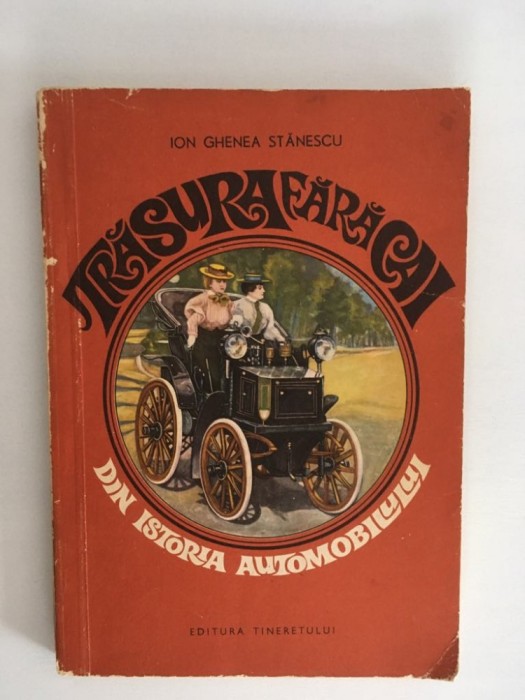 ION GHENEA STĂNESCU
TRĂSURA FĂRĂ CAI
DIN ISTORIA AUTOMOBILULUI
EDITURA TINERETULUI